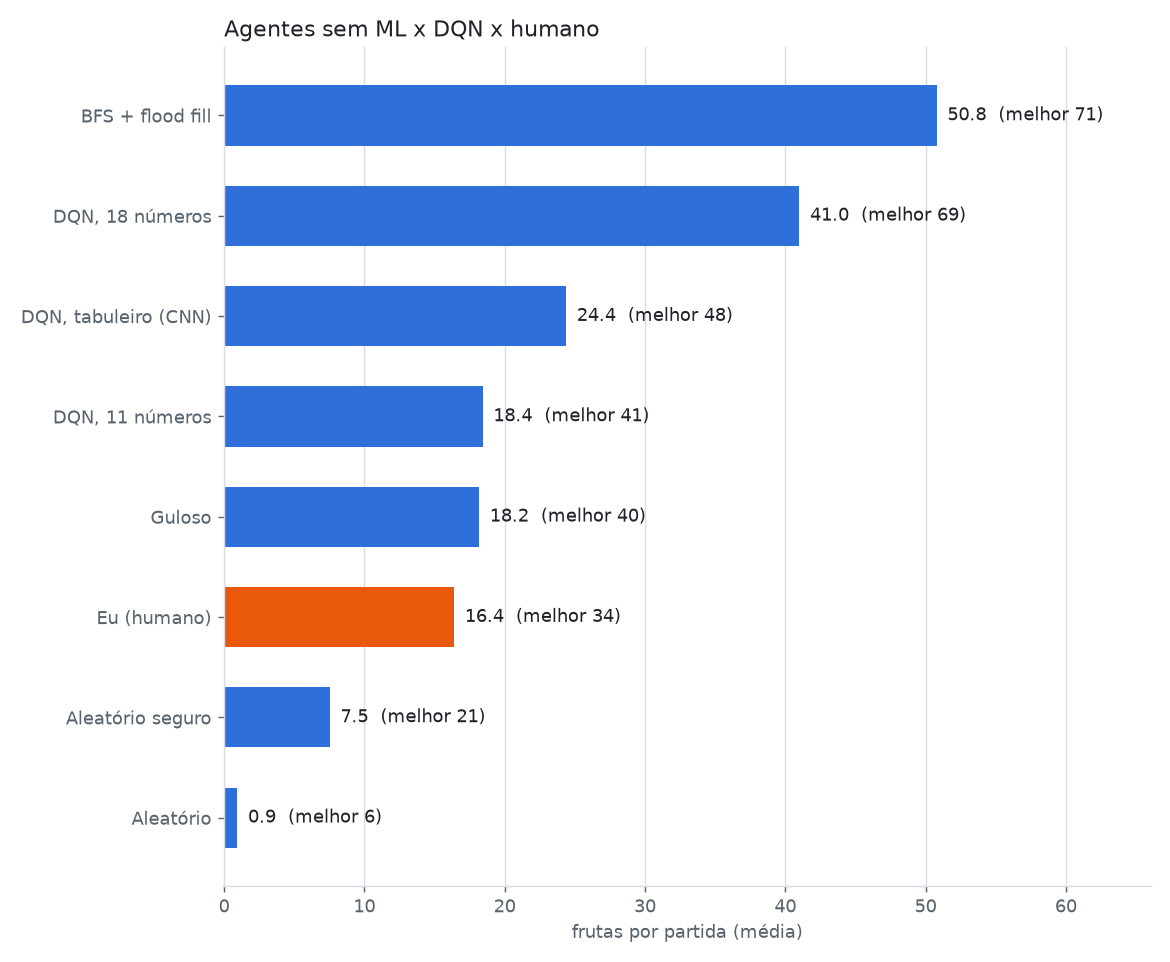 Agentes sem ML x DQN x humano
BFS + flood fill
50.8 (melhor 71)
DQN, 18 números
41.0 (melhor 69)
DQN, tabuleiro (CNN)
24.4 (melhor 48)
DQN, 11 números
18.4 (melhor 41)
Guloso
18.2 (melhor 40)
Eu (humano)
16.4 (melhor 34)
Aleatório seguro
7.5 (melhor 21)
Aleatório
0.9 (melhor 6)
0 10 20 30 40 50 60
frutas por partida (média)